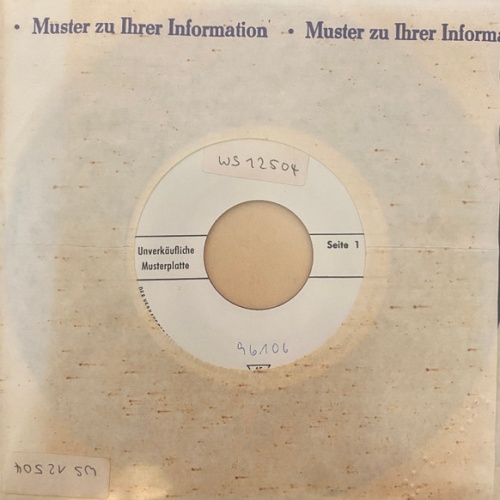 • Muster zu Ihrer Information • Muster zu Ihrer Informa
WS 12504
Unverkäufliche
Musterplatte
Seite 1
96106
WS 12504